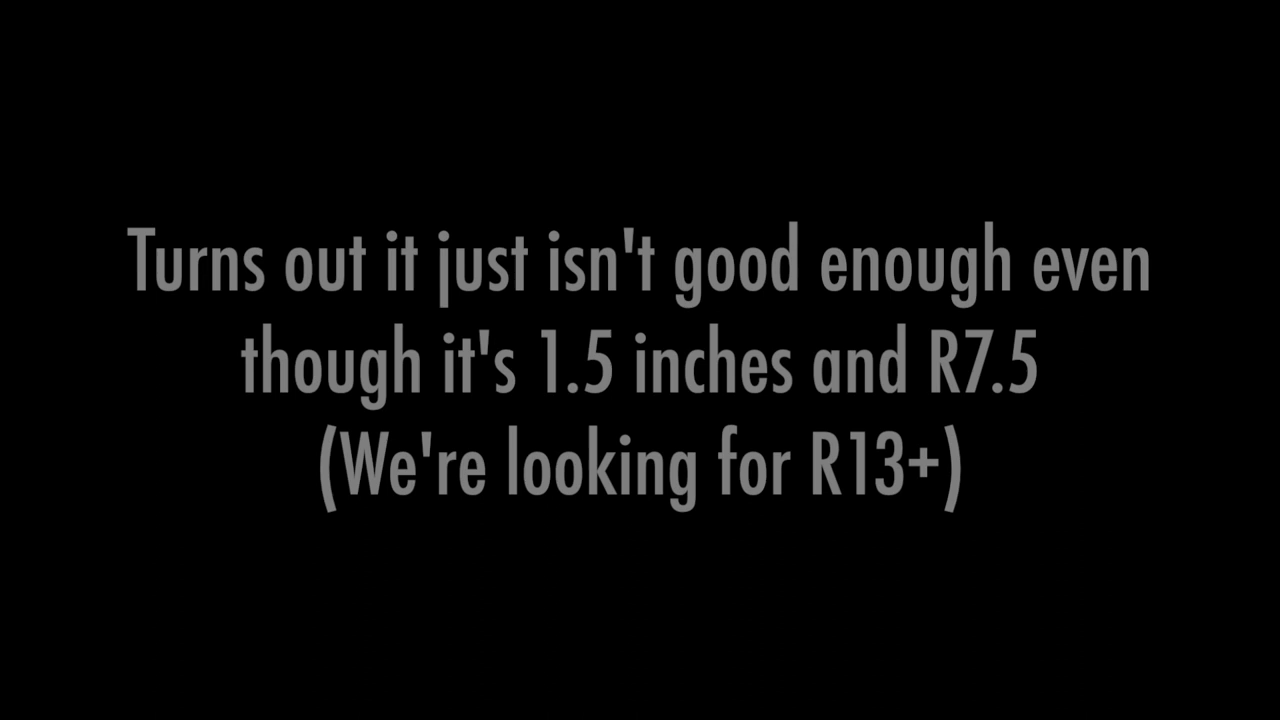 Turns out it just isn't good enough even
though it's 1.5 inches and R7.5
(We're looking for R13+)